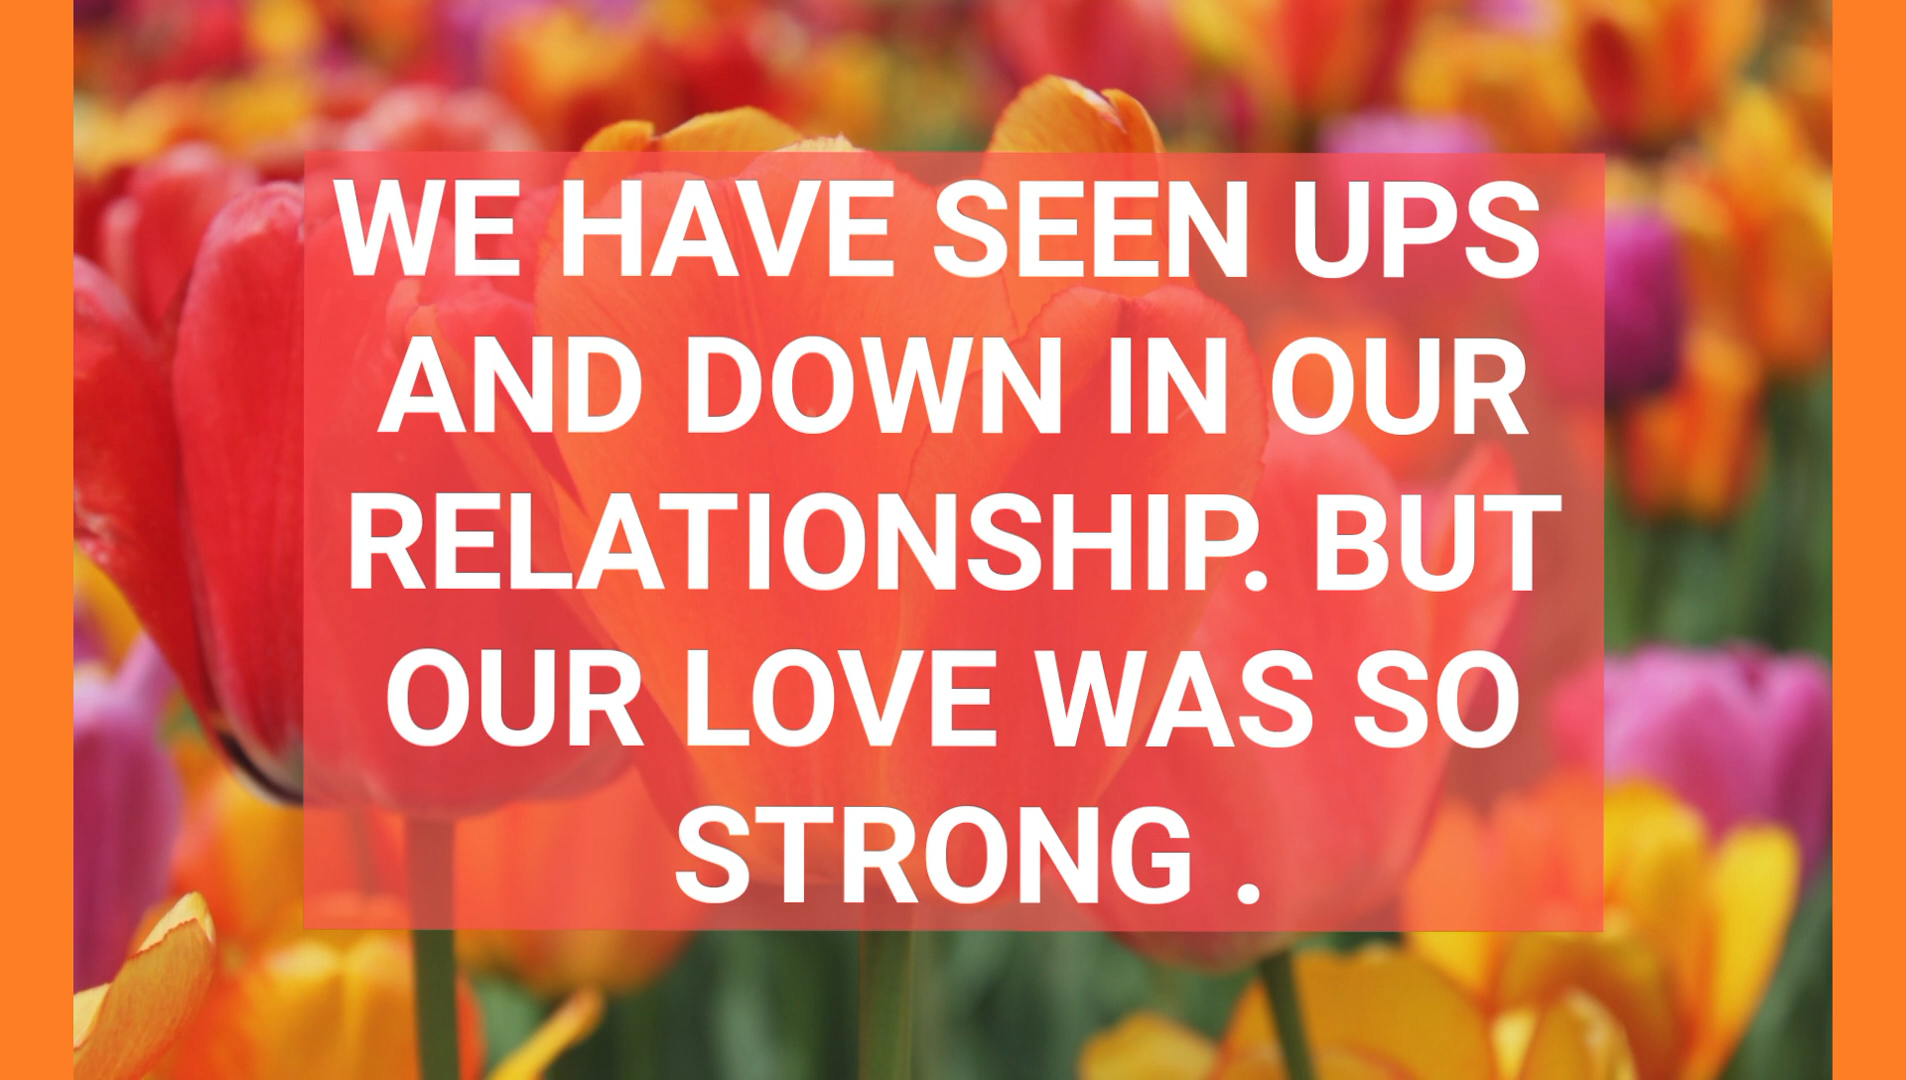 WE HAVE SEEN UPS
AND DOWN IN OUR
RELATIONSHIP. BUT
OUR LOVE WAS SO
STRONG .